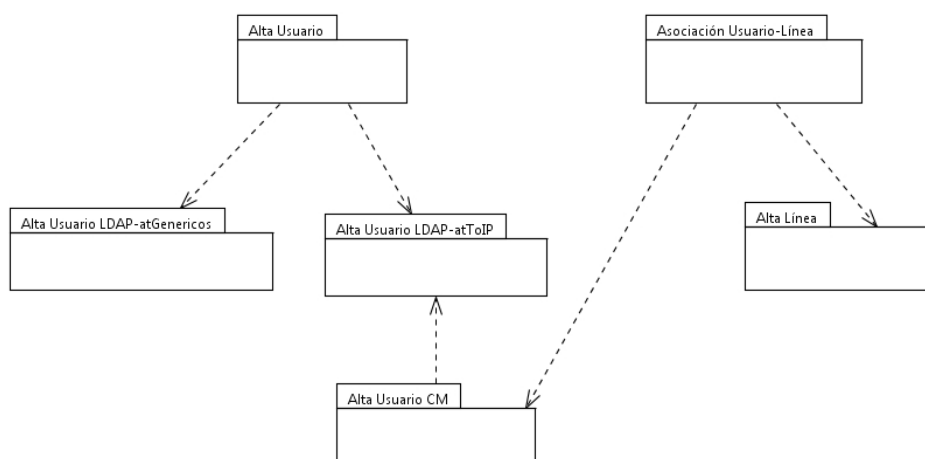 Alta Usuario
Asociación Usuario-Línea
Alta Usuario LDAP-atGenericos
Alta Usuario LDAP-atToIP
Alta Línea
Alta Usuario CM